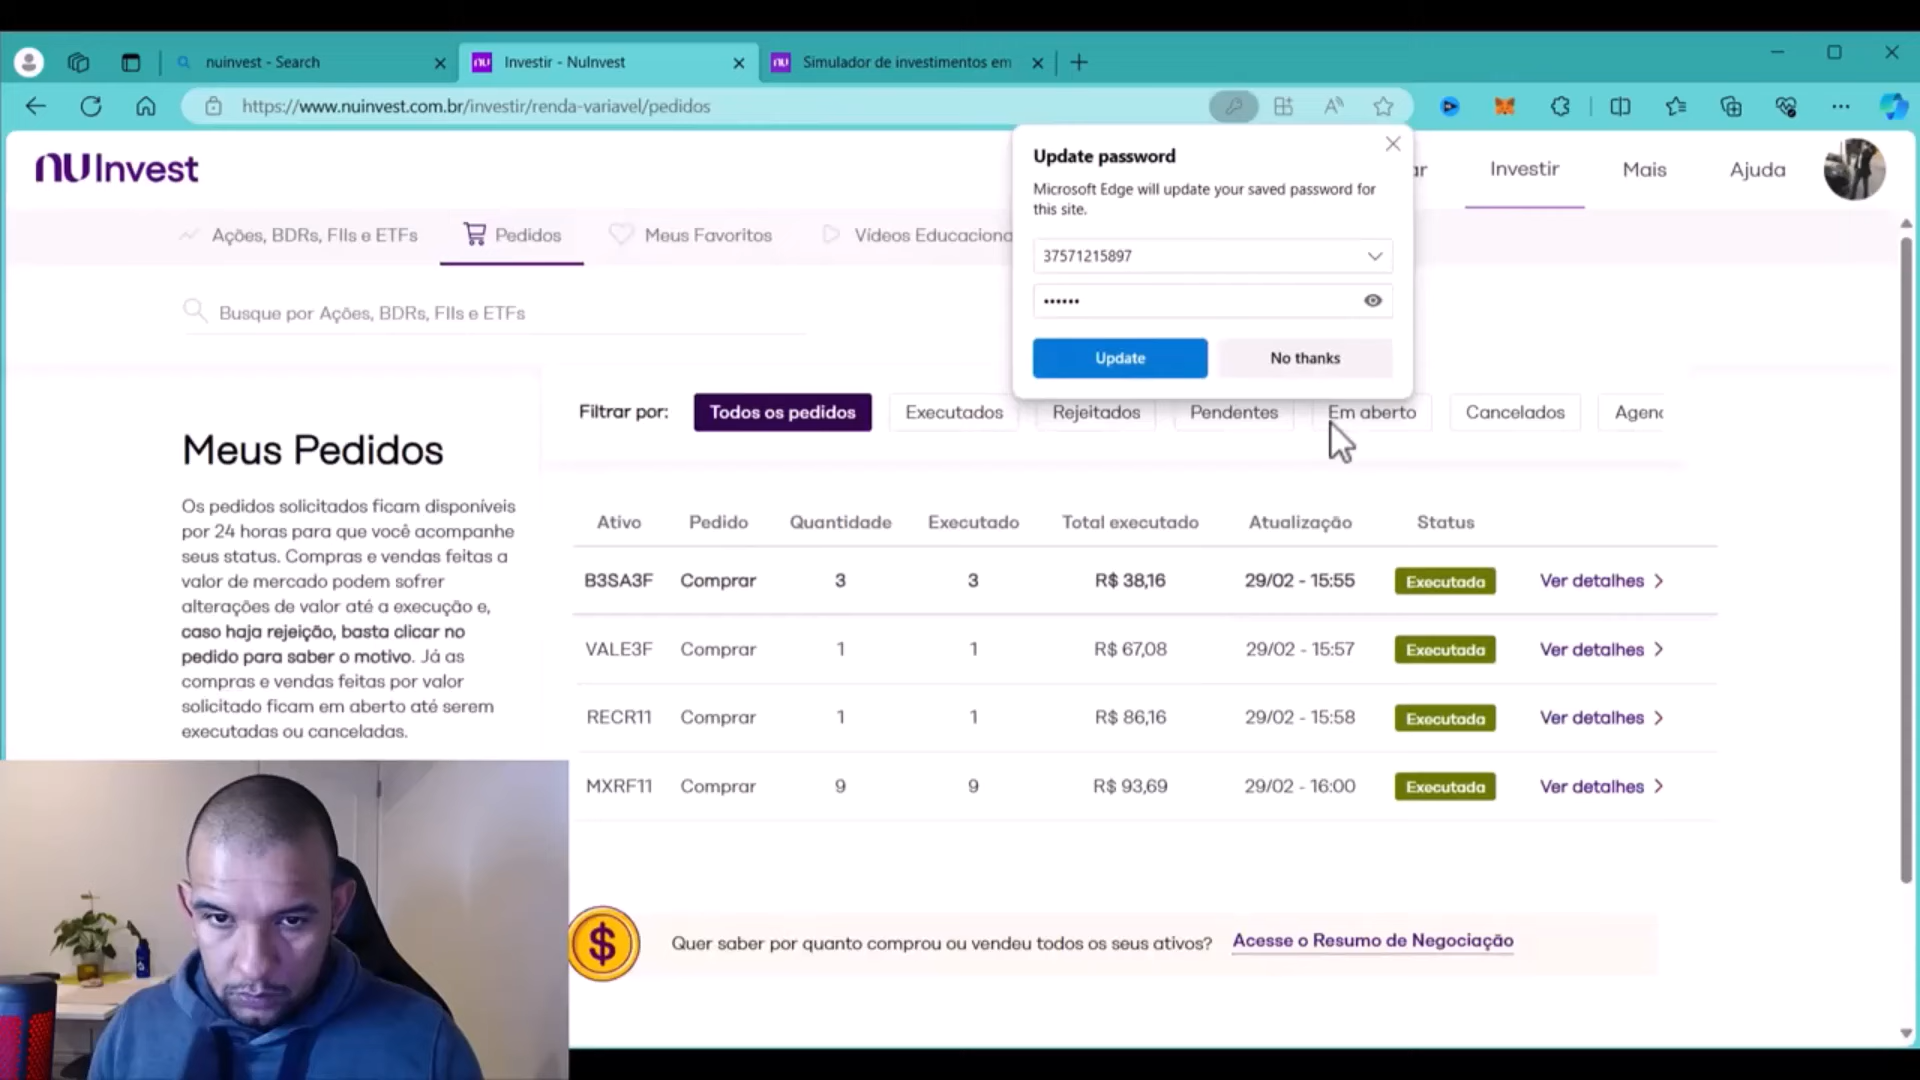 nuinvest - Search
Investir - NuInvest
Simulador de investimentos em
https://www.nuinvest.com.br/investir/renda-variavel/pedidos
nu Invest
Investir
Mais
Ajuda
Update password
Microsoft Edge will update your saved password for
this site.
37571215897
••••••
Update
No thanks
Ações, BDRs, FIIs e ETFs
Pedidos
Meus Favoritos
Vídeos Educaciona
Busque por Ações, BDRs, FIIs e ETFs
Filtrar por:
Todos os pedidos
Executados
Rejeitados
Pendentes
Em aberto
Cancelados
Agenc
Meus Pedidos
Os pedidos solicitados ficam disponíveis
por 24 horas para que você acompanhe
seus status. Compras e vendas feitas a
valor de mercado podem sofrer
alterações de valor até a execução e,
caso haja rejeição, basta clicar no
pedido para saber o motivo. Já as
compras e vendas feitas por valor
solicitado ficam em aberto até serem
executadas ou canceladas.
Ativo Pedido Quantidade Executado Total executado Atualização Status
B3SA3F Comprar 3 3 R$ 38,16 29/02 - 15:55 Executada Ver detalhes
VALE3F Comprar 1 1 R$ 67,08 29/02 - 15:57 Executada Ver detalhes
RECR11 Comprar 1 1 R$ 86,16 29/02 - 15:58 Executada Ver detalhes
MXRF11 Comprar 9 9 R$ 93,69 29/02 - 16:00 Executada Ver detalhes
$
Quer saber por quanto comprou ou vendeu todos os seus ativos? Acesse o Resumo de Negociação